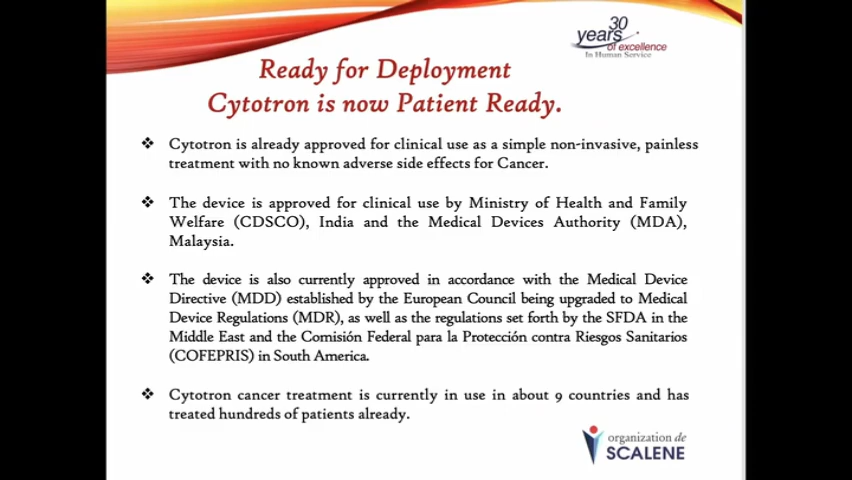 30
years
of excellence
In Human Service
Ready for Deployment
Cytotron is now Patient Ready.
❖ Cytotron is already approved for clinical use as a simple non-invasive, painless
treatment with no known adverse side effects for Cancer.
❖ The device is approved for clinical use by Ministry of Health and Family
Welfare (CDSCO), India and the Medical Devices Authority (MDA),
Malaysia.
❖ The device is also currently approved in accordance with the Medical Device
Directive (MDD) established by the European Council being upgraded to Medical
Device Regulations (MDR), as well as the regulations set forth by the SFDA in the
Middle East and the Comisión Federal para la Protección contra Riesgos Sanitarios
(COFEPRIS) in South America.
❖ Cytotron cancer treatment is currently in use in about 9 countries and has
treated hundreds of patients already.
organization de
SCALENE